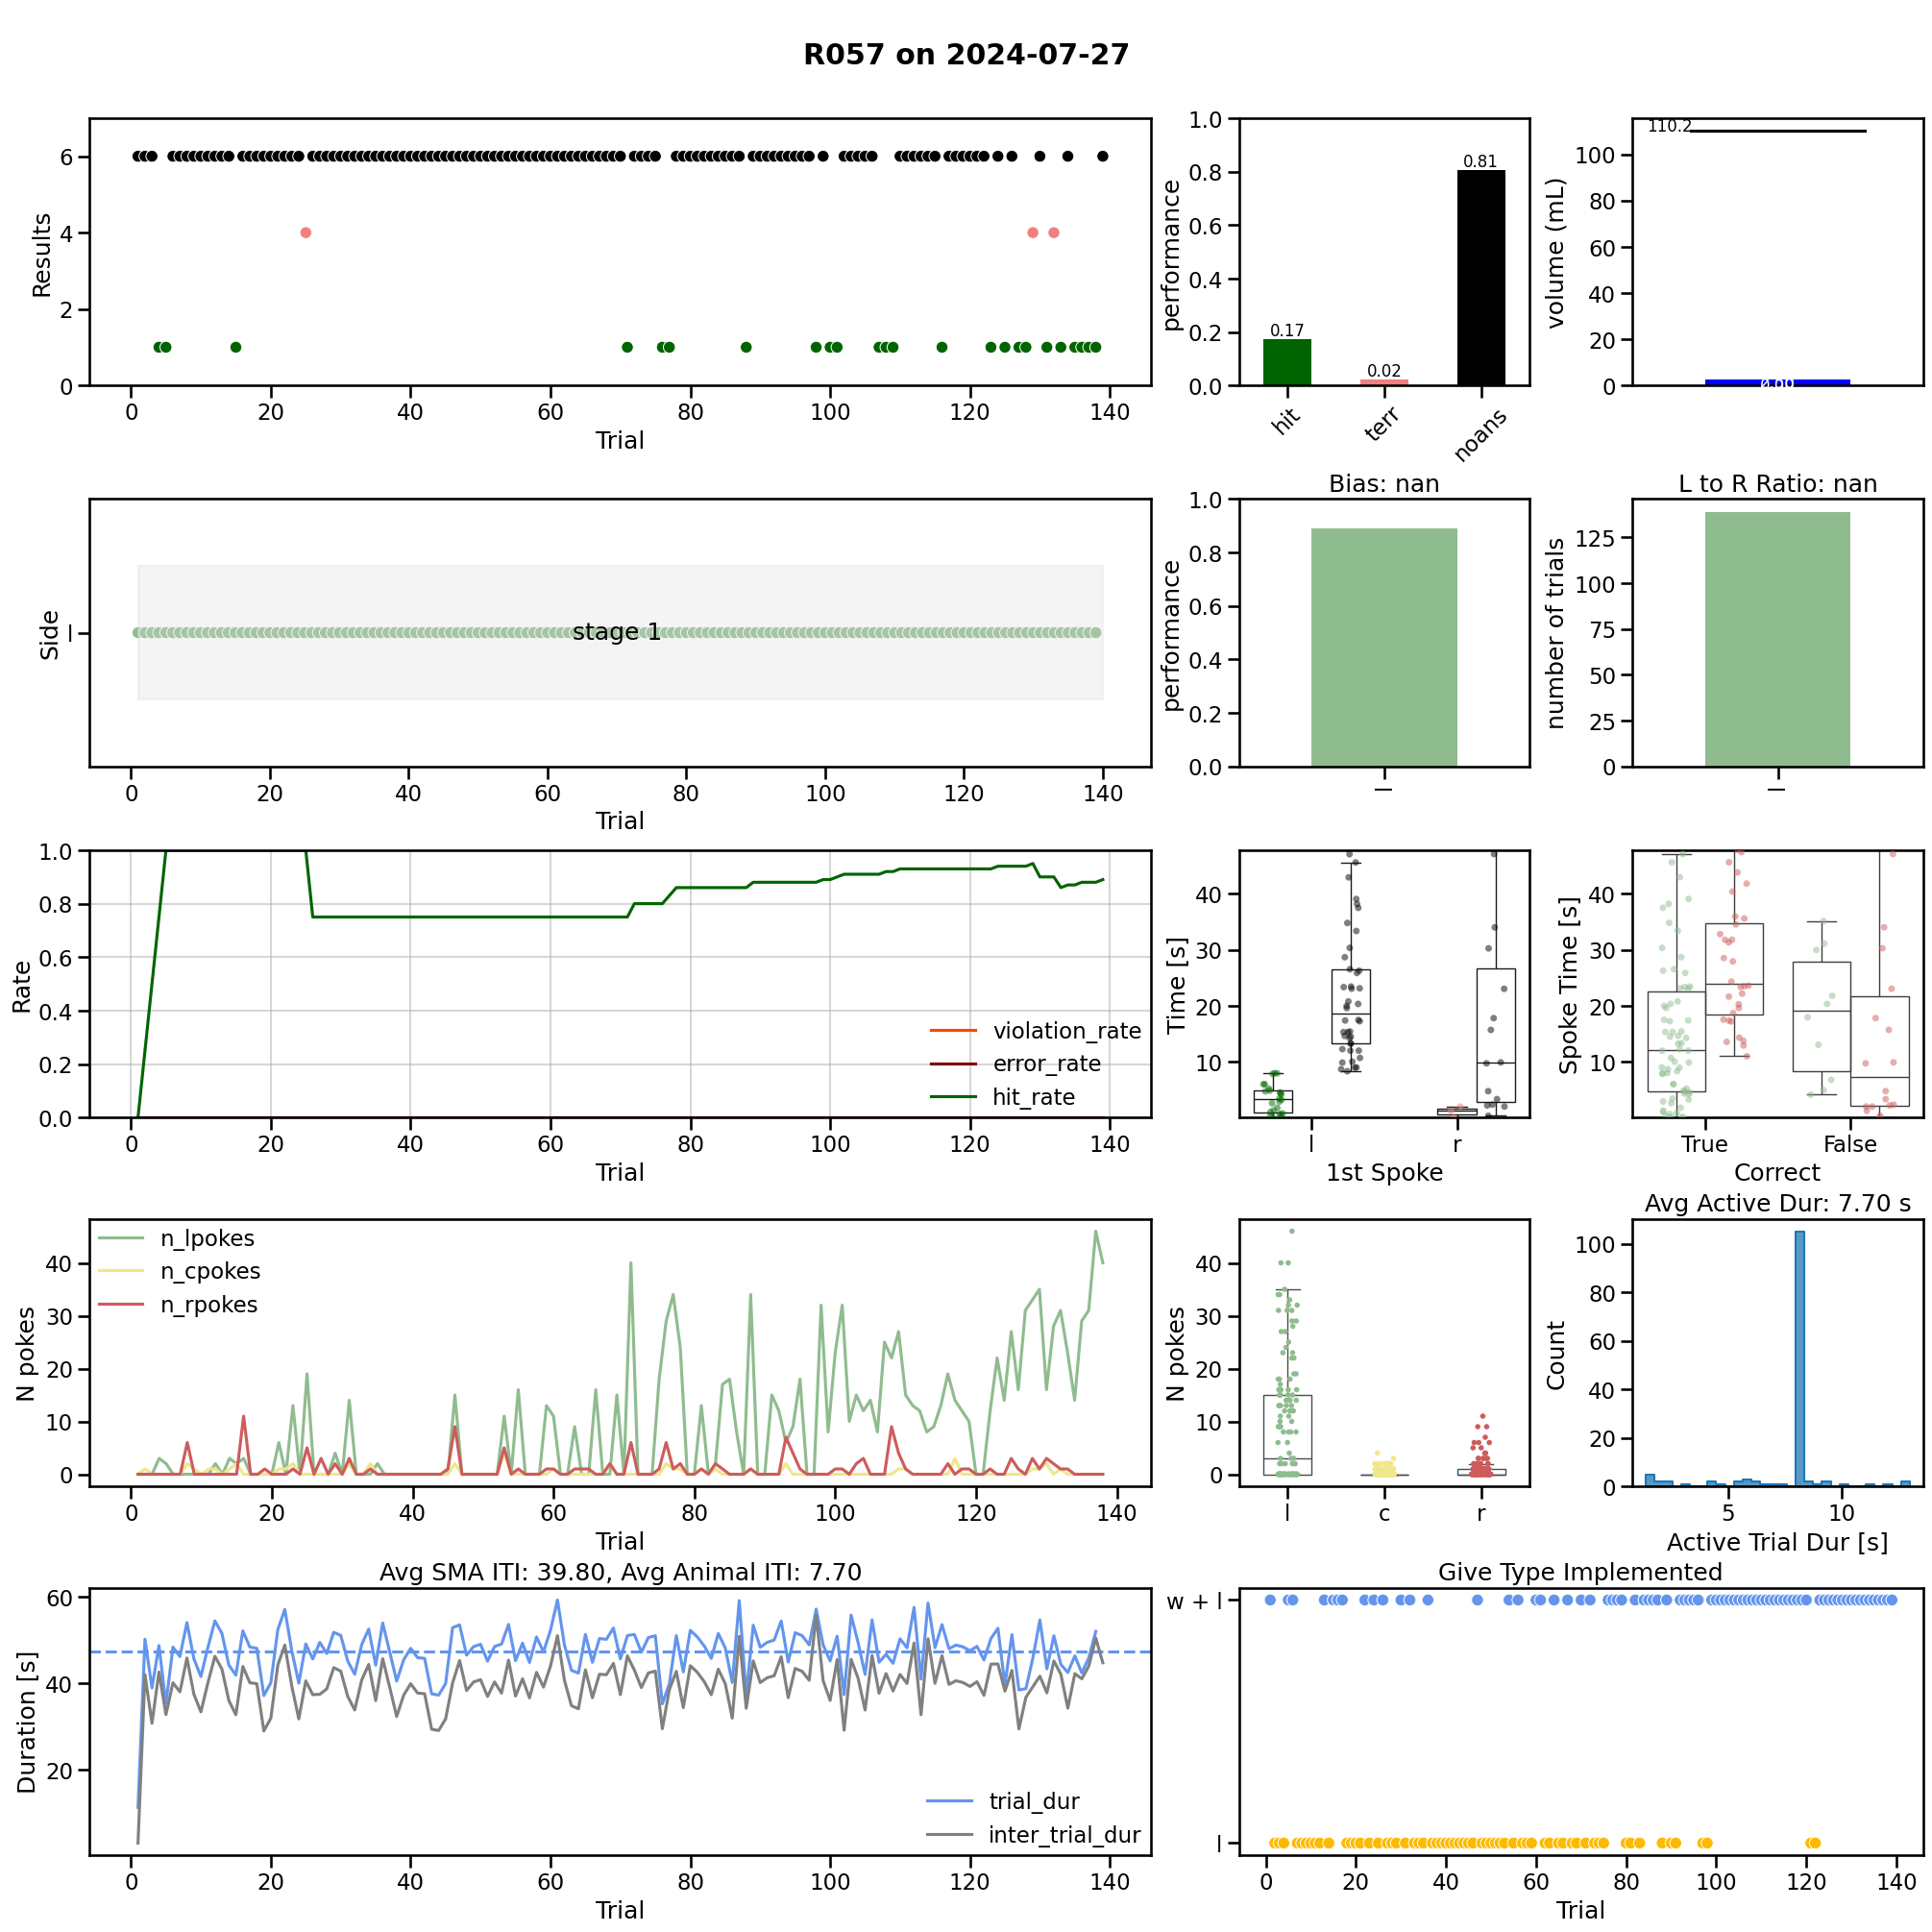 R057 on 2024-07-27
Results
6
4
2
0
0 20 40 60 80 100 120 140
Trial
performance
1.0
0.8
0.6
0.4
0.2
0.0
0.17
0.02
0.81
hit
terr
noans
volume (mL)
110.2
100
80
60
40
20
0
Side
l
stage 1
0 20 40 60 80 100 120 140
Trial
Bias: nan
performance
1.0
0.8
0.6
0.4
0.2
0.0
l
L to R Ratio: nan
number of trials
125
100
75
50
25
0
l
Rate
1.0
0.8
0.6
0.4
0.2
0.0
violation_rate
error_rate
hit_rate
0 20 40 60 80 100 120 140
Trial
Time [s]
40
30
20
10
l r
1st Spoke
Spoke Time [s]
40
30
20
10
True False
Correct
N pokes
40
30
20
10
0
n_lpokes
n_cpokes
n_rpokes
0 20 40 60 80 100 120 140
Trial
N pokes
40
30
20
10
0
l c r
Avg Active Dur: 7.70 s
Count
100
80
60
40
20
0
5 10
Active Trial Dur [s]
Avg SMA ITI: 39.80, Avg Animal ITI: 7.70
Duration [s]
60
40
20
trial_dur
inter_trial_dur
0 20 40 60 80 100 120 140
Trial
Give Type Implemented
w + l
l
0 20 40 60 80 100 120 140
Trial